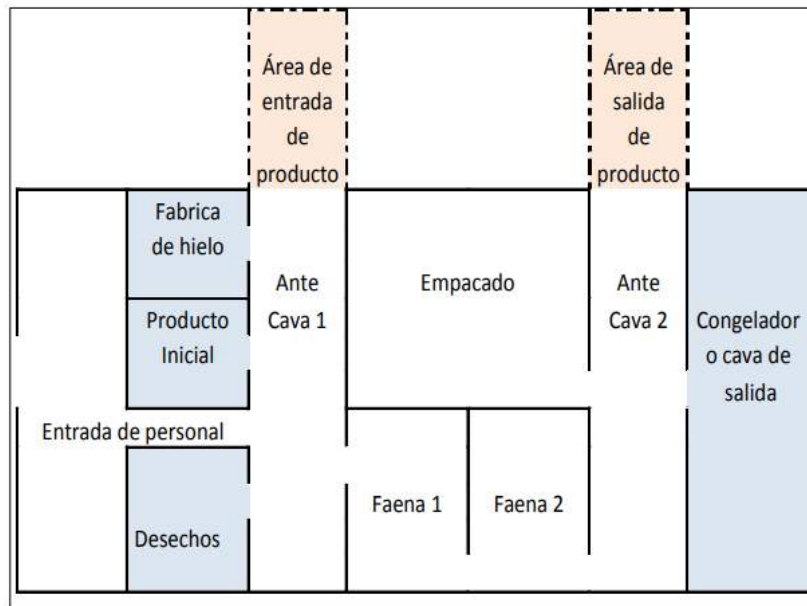 Área de
entrada
de
producto
Área de
salida
de
producto
Fabrica
de hielo
Ante
Cava 1
Empacado
Ante
Cava 2
Producto
Inicial
Congelador
o cava de
salida
Entrada de personal
Desechos
Faena 1
Faena 2